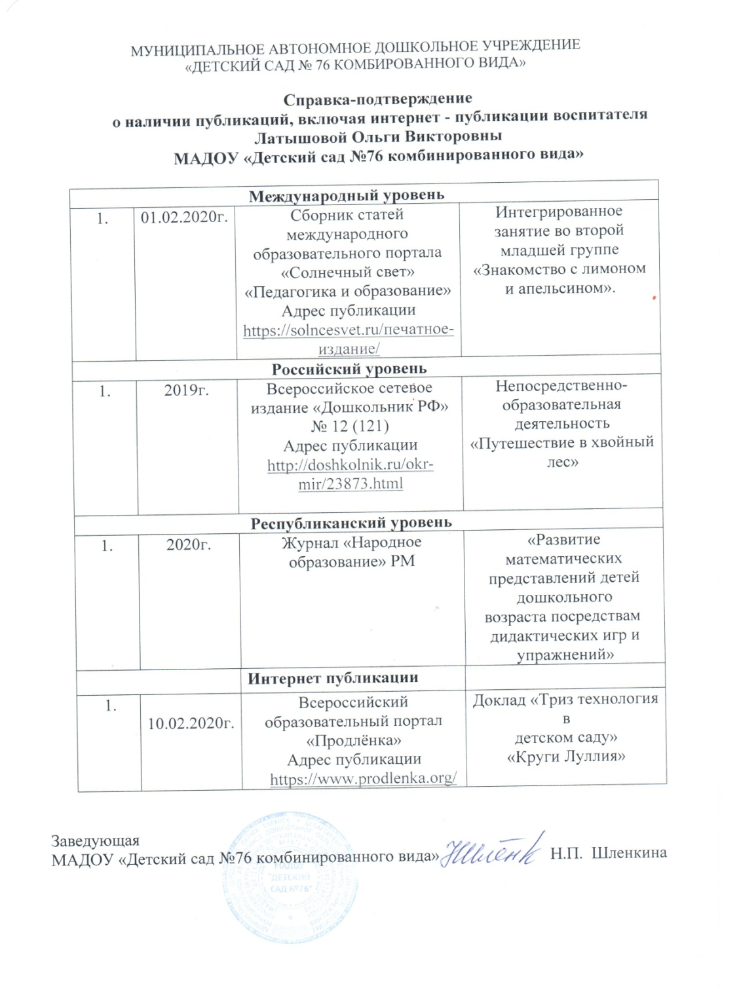 МУНИЦИПАЛЬНОЕ АВТОНОМНОЕ ДОШКОЛЬНОЕ УЧРЕЖДЕНИЕ
«ДЕТСКИЙ САД № 76 КОМБИРОВАННОГО ВИДА»
Справка-подтверждение
о наличии публикаций, включая интернет - публикации воспитателя
Латышовой Ольги Викторовны
МАДОУ «Детский сад №76 комбинированного вида»
Международный уровень
1.
01.02.2020г.
Сборник статей
международного
образовательного портала
«Солнечный свет»
«Педагогика и образование»
Адрес публикации
https://solncesvet.ru/печатное-
издание/
Интегрированное
занятие во второй
младшей группе
«Знакомство с лимоном
и апельсином».
Российский уровень
1.
2019г.
Всероссийское сетевое
издание «Дошкольник РФ»
№ 12 (121)
Адрес публикации
http://doshkolnik.ru/okr-
mir/23873.html
Непосредственно-
образовательная
деятельность
«Путешествие в хвойный
лес»
Республиканский уровень
1.
2020г.
Журнал «Народное
образование» РМ
«Развитие
математических
представлений детей
дошкольного
возраста посредствам
дидактических игр и
упражнений»
Интернет публикации
1.
10.02.2020г.
Всероссийский
образовательный портал
«Продлёнка»
Адрес публикации
https://www.prodlenka.org/
Доклад «Триз технология
в
детском саду»
«Круги Луллия»
Заведующая
МАДОУ «Детский сад №76 комбинированного вида»
Н.П. Шленкина
МАДОУ
"ДЕТСКИЙ
САД №76"